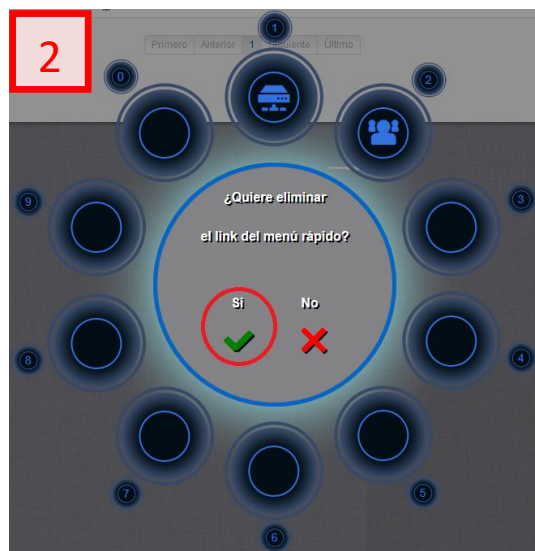 2
Primero Anterior 1 Siguiente Último
1
0
2
¿Quiere eliminar
9
3
el link del menú rápido?
Si No
8
4
7
5
6